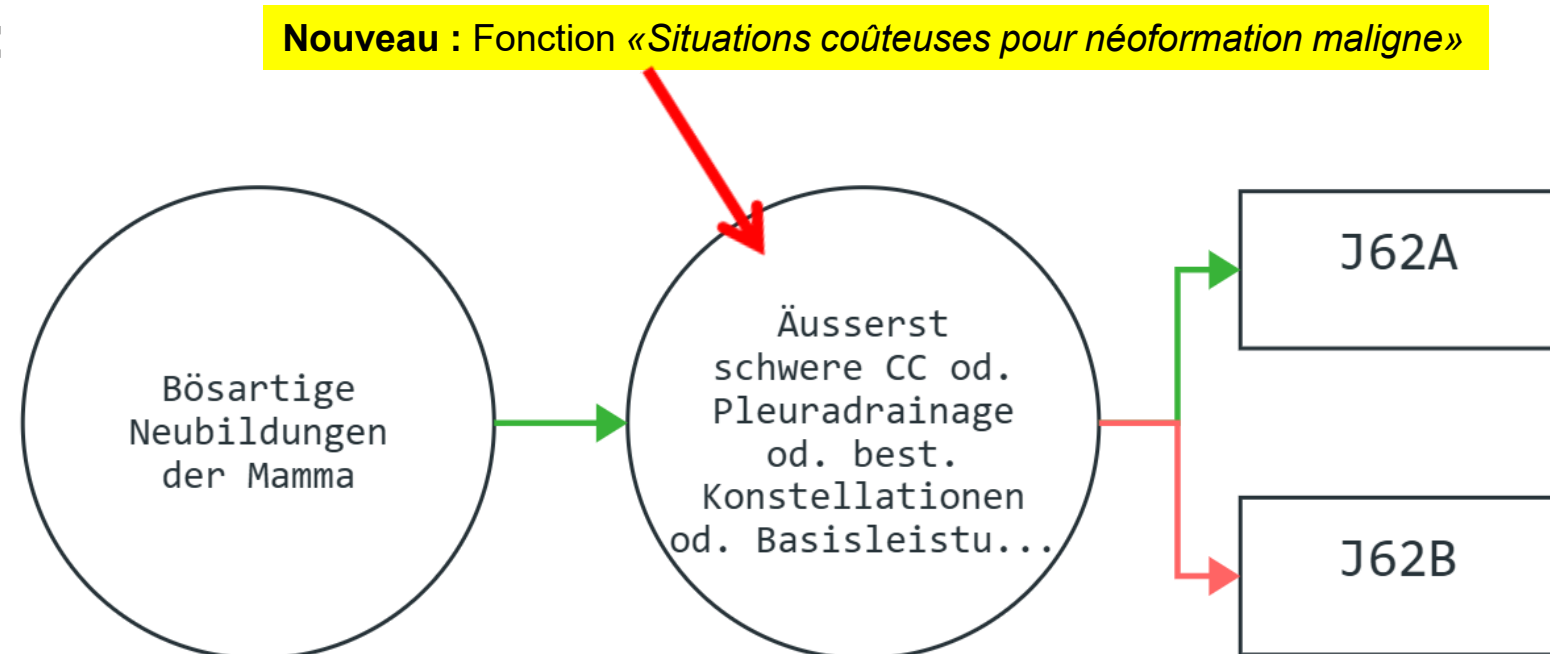 Nouveau : Fonction «Situations coûteuses pour néoformation maligne»
Bösartige
Neubildungen
der Mamma
Äusserst
schwere CC od.
Pleuradrainage
od. best.
Konstellationen
od. Basisleistu...
J62A
J62B